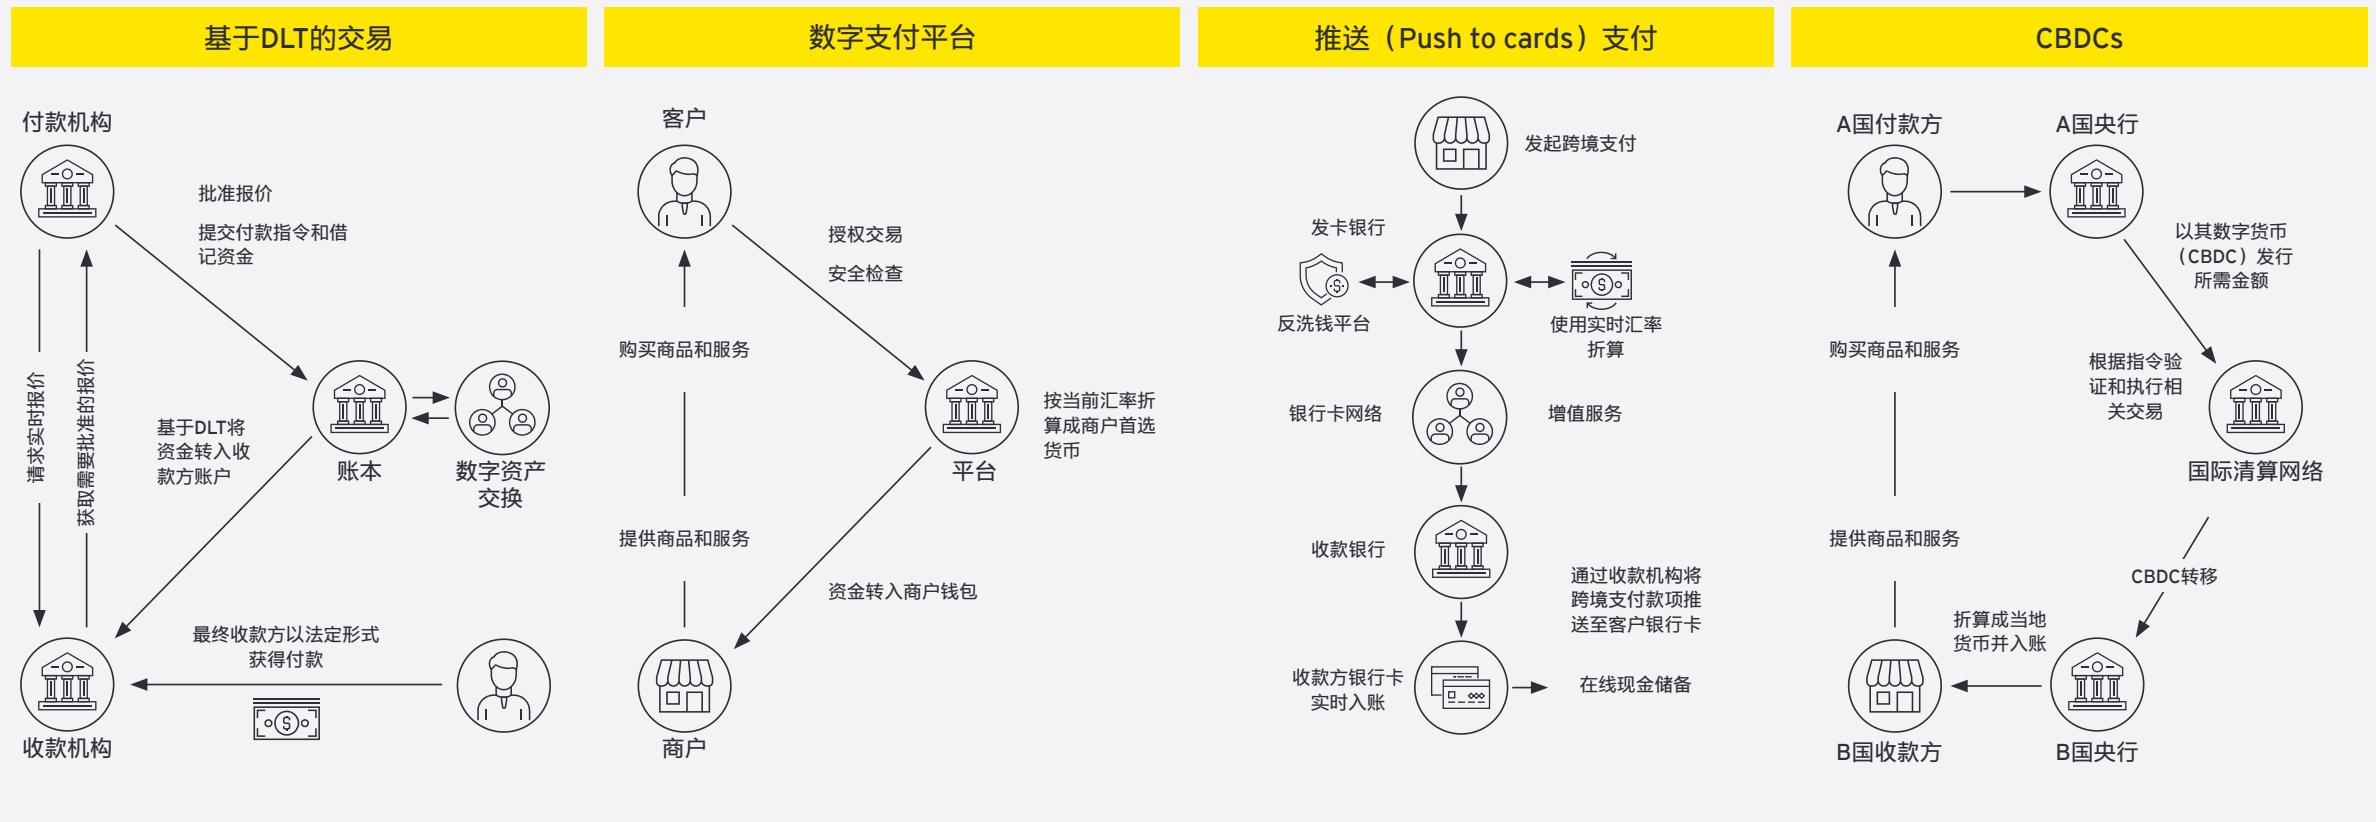 基于DLT的交易
付款机构
批准报价
提交付款指令和借
记资金
请求实时报价
获取需要批准的报价
基于DLT将
资金转入收
款方账户
账本
数字资产
交换
最终收款方以法定形式
获得付款
收款机构
数字支付平台
客户
授权交易
安全检查
购买商品和服务
按当前汇率折
算成商户首选
货币
平台
提供商品和服务
资金转入商户钱包
商户
推送（Push to cards）支付
发起跨境支付
发卡银行
反洗钱平台
使用实时汇率
折算
银行卡网络
增值服务
收款银行
通过收款机构将
跨境支付款项推
送至客户银行卡
收款方银行卡
实时入账
在线现金储备
CBDCs
A国付款方
A国央行
以其数字货币
（CBDC）发行
所需金额
购买商品和服务
根据指令验
证和执行相
关交易
国际清算网络
提供商品和服务
CBDC转移
折算成当地
货币并入账
B国收款方
B国央行